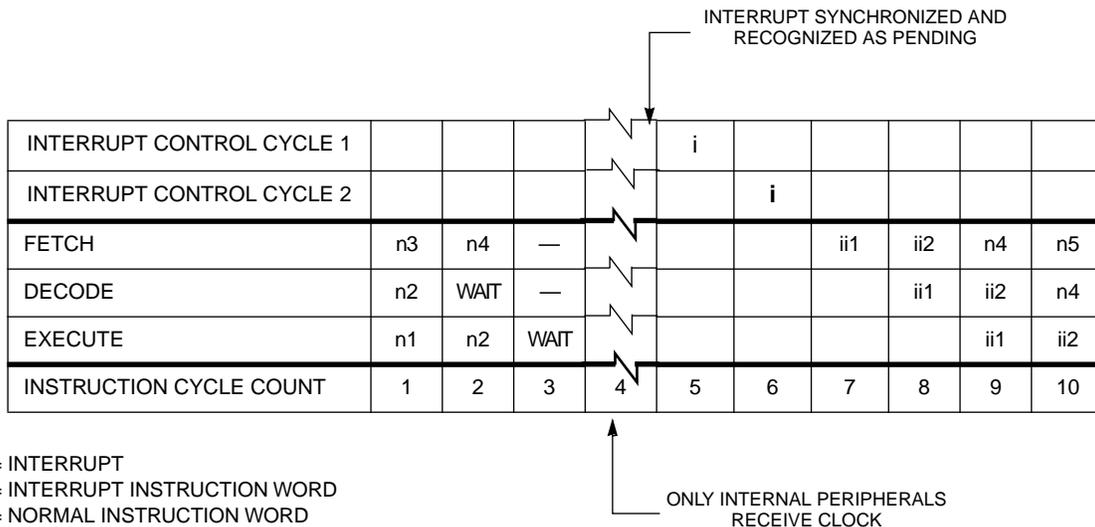 INTERRUPT SYNCHRONIZED AND
RECOGNIZED AS PENDING
INTERRUPT CONTROL CYCLE 1 i
INTERRUPT CONTROL CYCLE 2 i
FETCH n3 n4 — ii1 ii2 n4 n5
DECODE n2 WAIT — ii1 ii2 n4
EXECUTE n1 n2 WAIT ii1 ii2
INSTRUCTION CYCLE COUNT 1 2 3 4 5 6 7 8 9 10
= INTERRUPT
= INTERRUPT INSTRUCTION WORD
= NORMAL INSTRUCTION WORD
ONLY INTERNAL PERIPHERALS
RECEIVE CLOCK